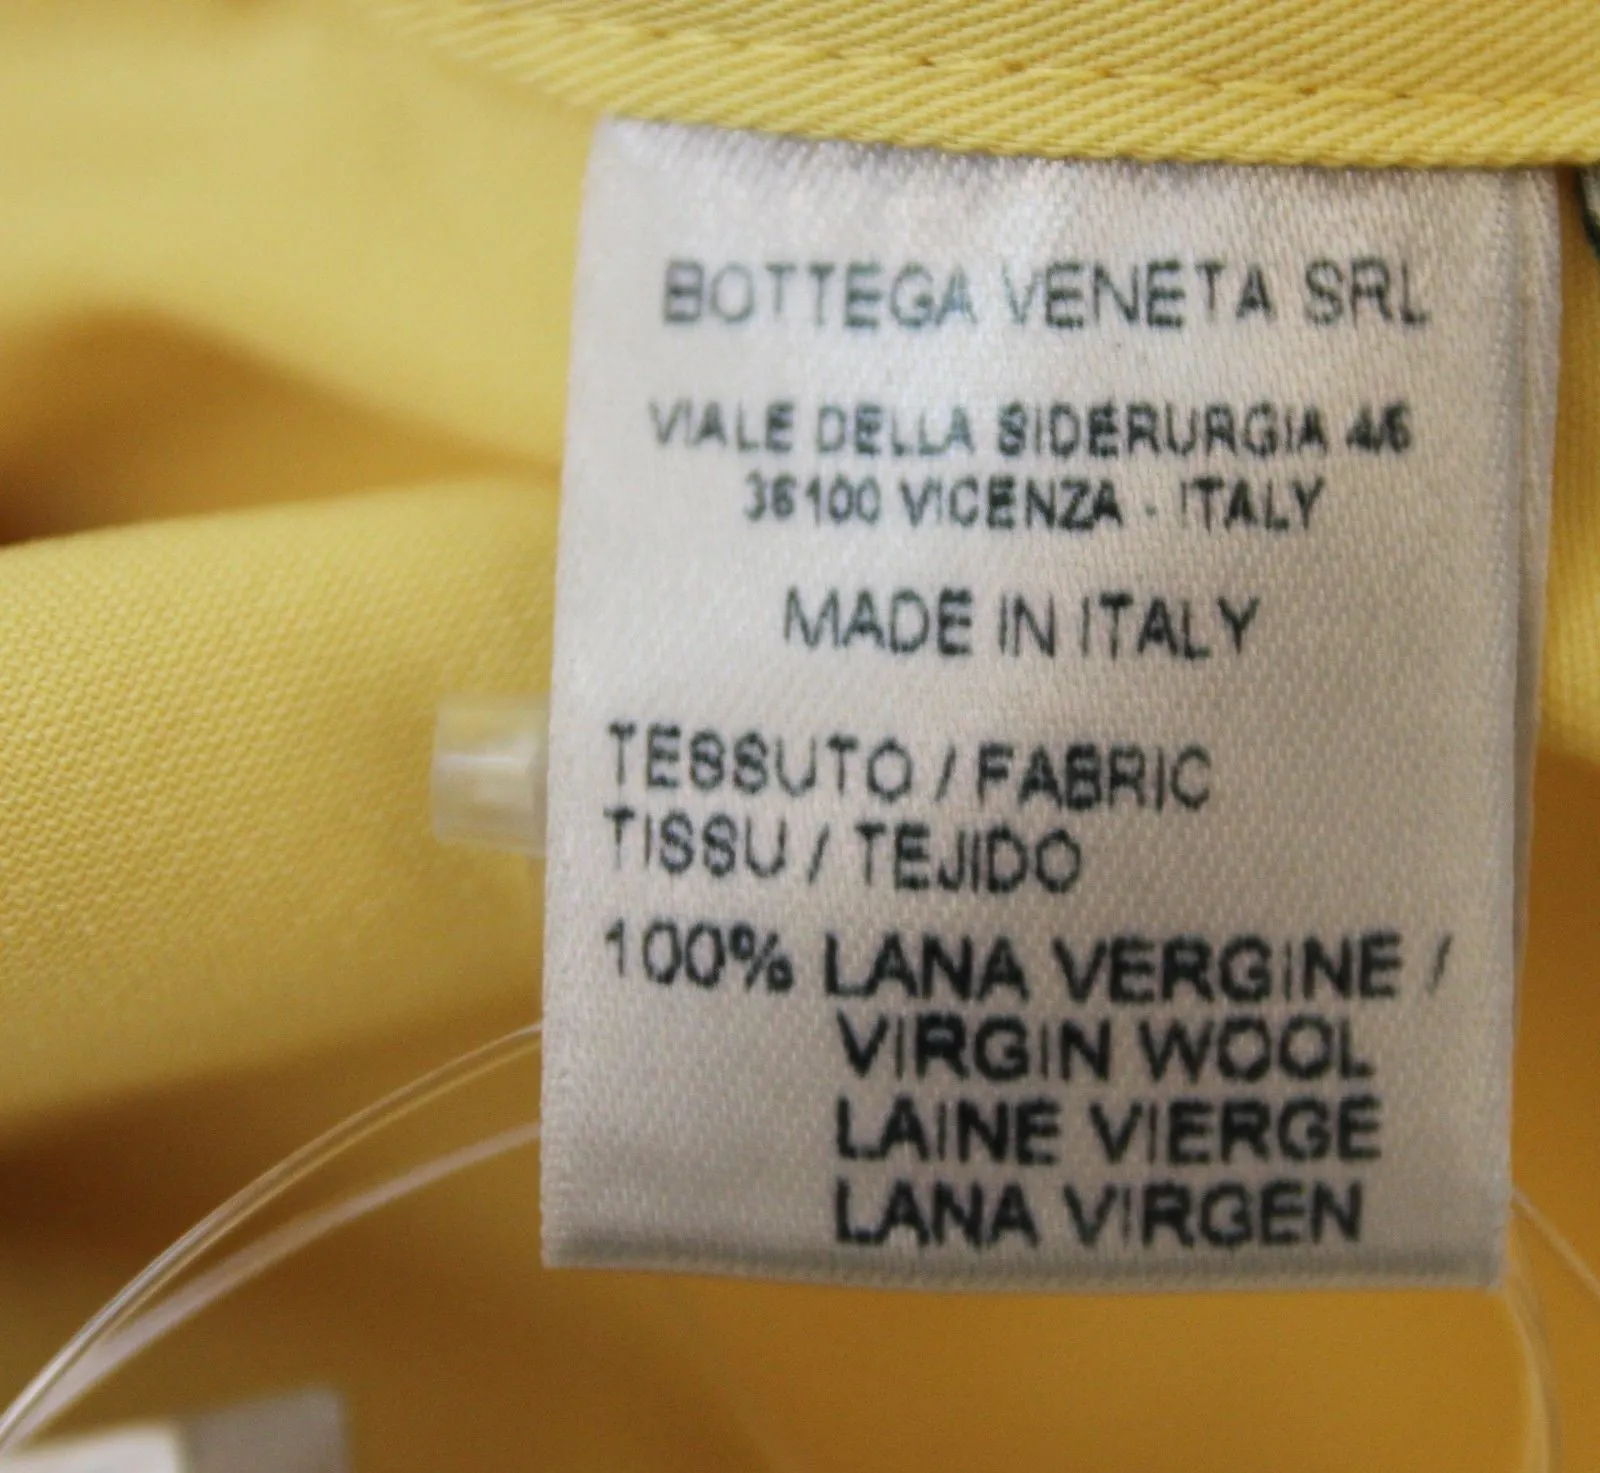 BOTTEGA VENETA SRL
VIALE DELLA SIDERURGIA 4/6
36100 VICENZA - ITALY
MADE IN ITALY
TESSUTO / FABRIC
TISSU / TEJIDO
100% LANA VERGINE /
VIRGIN WOOL
LAINE VIERGE
LANA VIRGEN